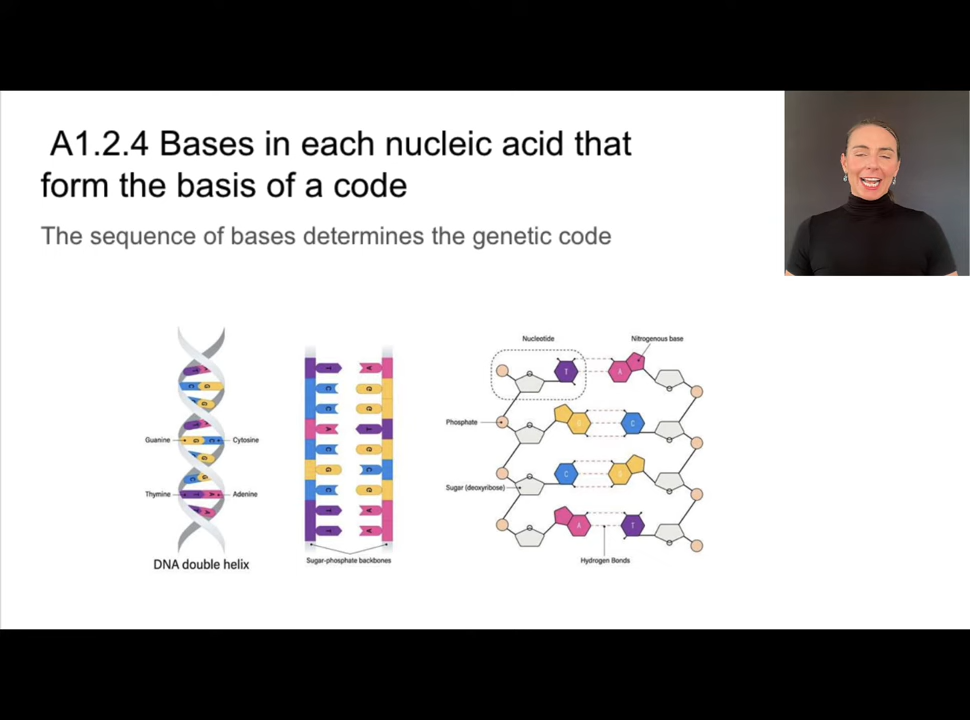 A1.2.4 Bases in each nucleic acid that
form the basis of a code
The sequence of bases determines the genetic code
Guanine
Cytosine
Thymine
Adenine
DNA double helix
T
C
C
A
C
G
C
T
T
A
G
G
T
G
C
G
A
A
Sugar-phosphate backbones
Nucleotide
Nitrogenous base
T
A
Phosphate
C
C
Sugar (deoxyribose)
A
T
Hydrogen Bonds